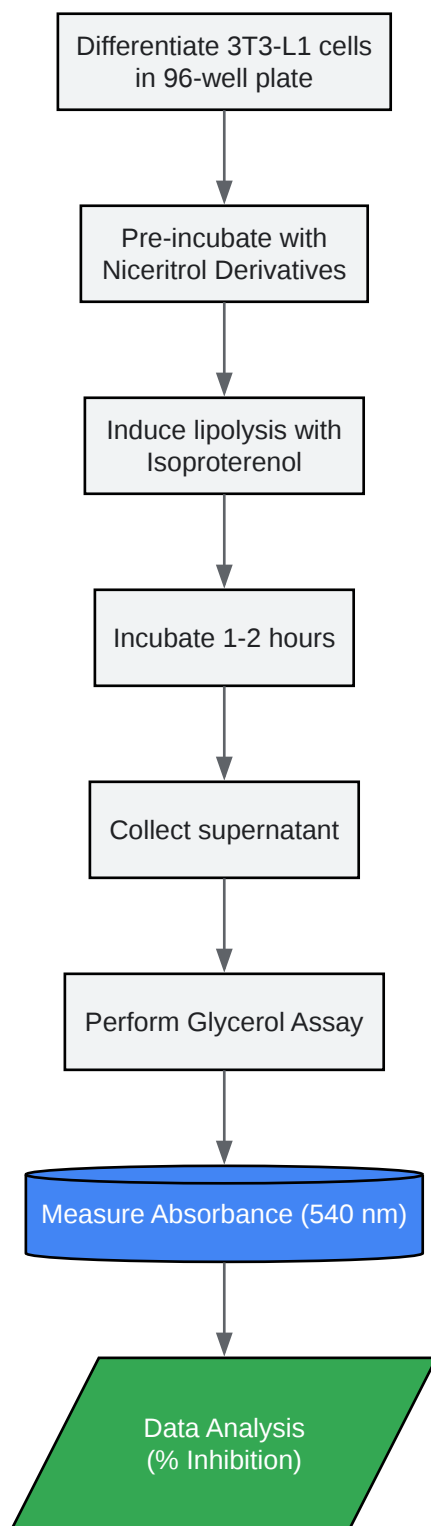 Differentiate 3T3-L1 cells
in 96-well plate
Pre-incubate with
Niceritrol Derivatives
Induce lipolysis with
Isoproterenol
Incubate 1-2 hours
Collect supernatant
Perform Glycerol Assay
Measure Absorbance (540 nm)
Data Analysis
(% Inhibition)